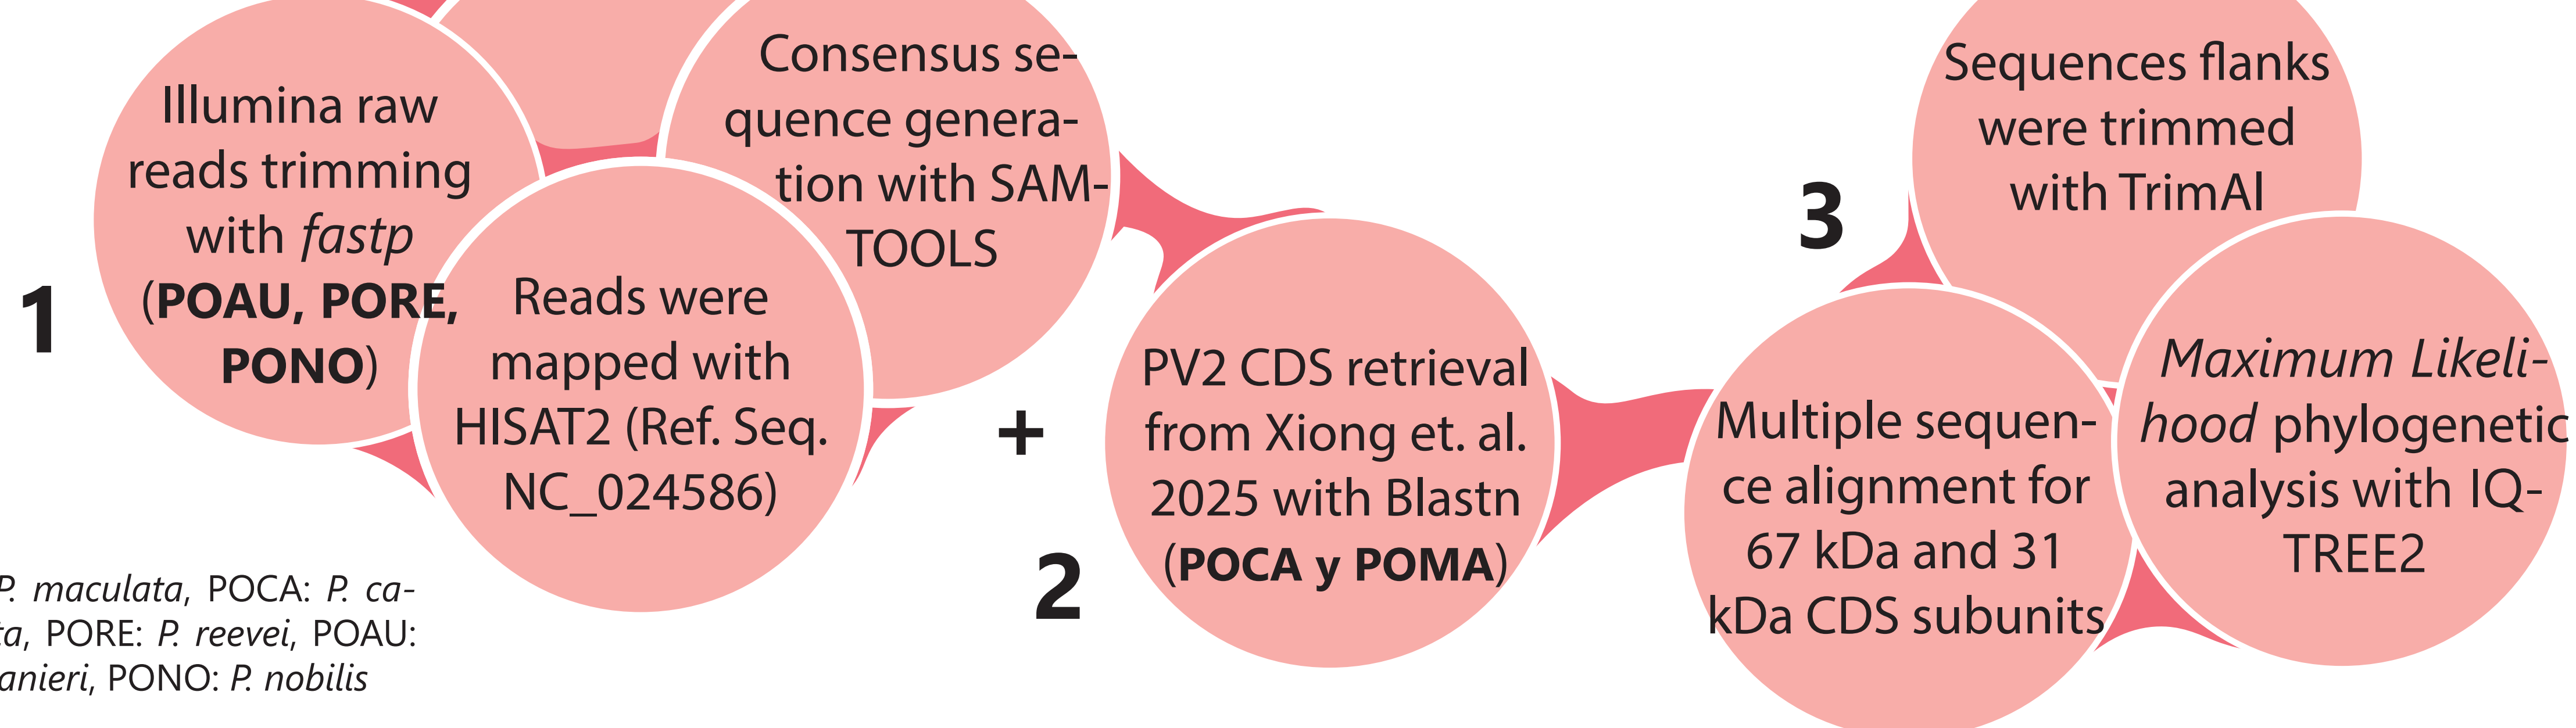 1
Illumina raw
reads trimming
with fastp
(POAU, PORE,
PONO)
Reads were
mapped with
HISAT2 (Ref. Seq.
NC_024586)
Consensus se-
quence genera-
tion with SAM-
TOOLS
+
2
PV2 CDS retrieval
from Xiong et. al.
2025 with Blastn
(POCA y POMA)
3
Multiple sequen-
ce alignment for
67 kDa and 31
kDa CDS subunits
Sequences flanks
were trimmed
with TrimAl
Maximum Likeli-
hood phylogenetic
analysis with IQ-
TREE2
P. maculata, POCA: P. ca-
ta, PORE: P. reevei, POAU:
anieri, PONO: P. nobilis